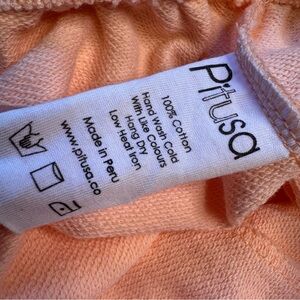 Pitusa
100% Cotton
Hand Wash Cold
With Like Colours
Hang Dry
Low Heat Iron
Made in Peru
www.pitusa.co